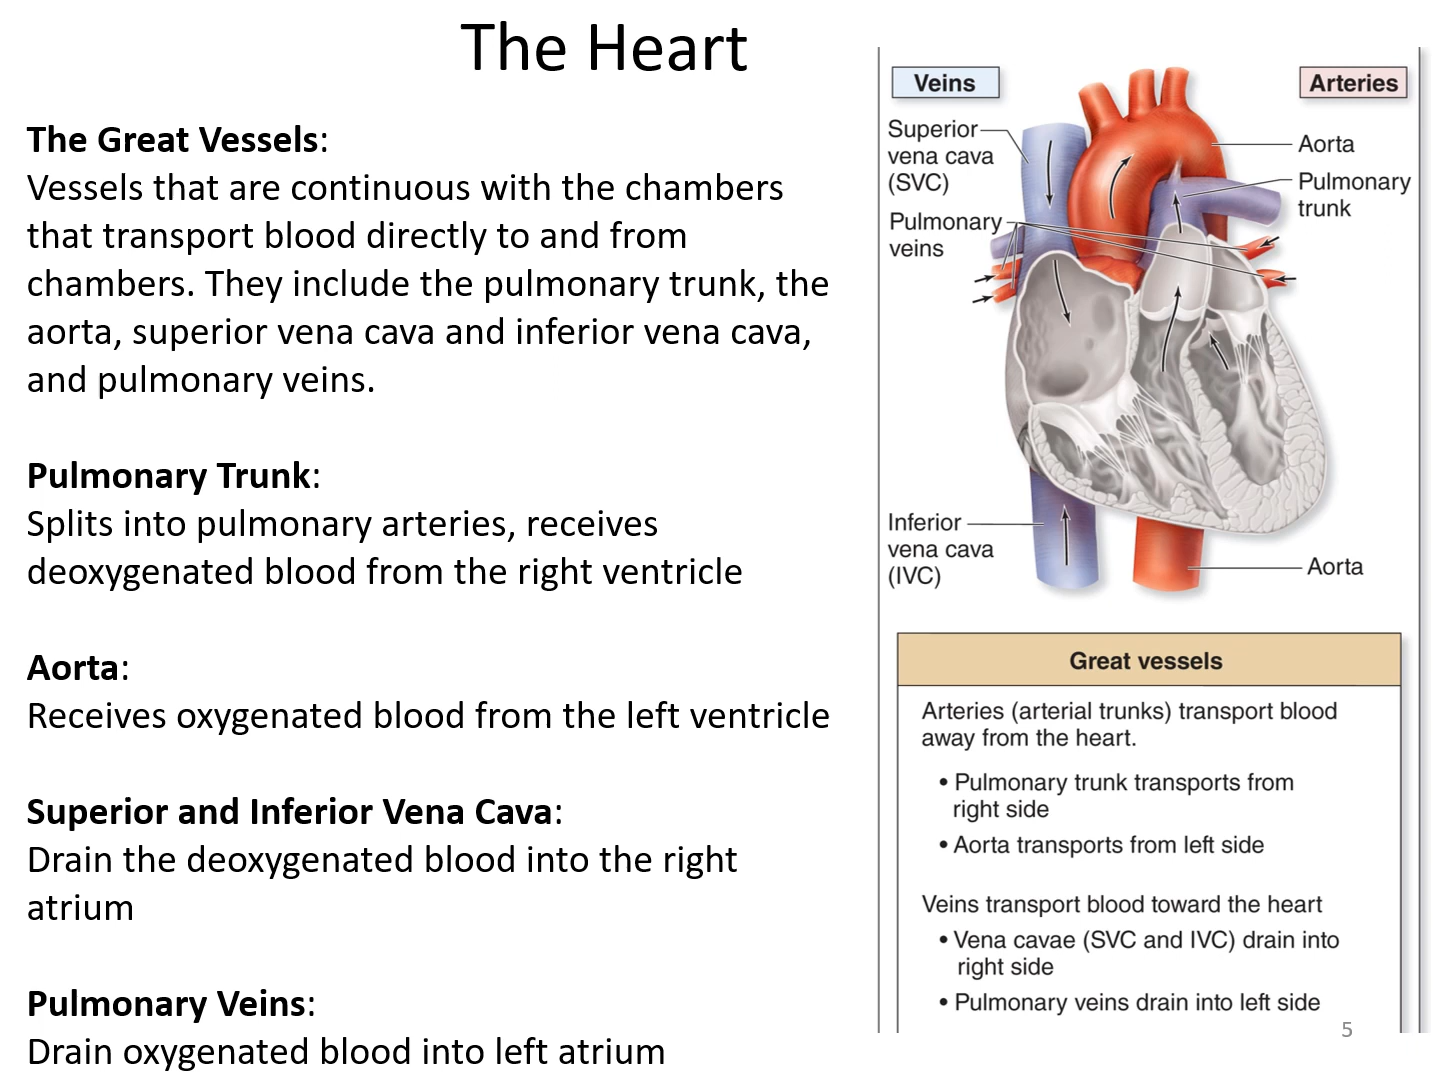 The Heart
The Great Vessels:
Vessels that are continuous with the chambers
that transport blood directly to and from
chambers. They include the pulmonary trunk, the
aorta, superior vena cava and inferior vena cava,
and pulmonary veins.
Pulmonary Trunk:
Splits into pulmonary arteries, receives
deoxygenated blood from the right ventricle
Aorta:
Receives oxygenated blood from the left ventricle
Superior and Inferior Vena Cava:
Drain the deoxygenated blood into the right
atrium
Pulmonary Veins:
Drain oxygenated blood into left atrium
Veins
Arteries
Superior
vena cava
(SVC)
Pulmonary
veins
Aorta
Pulmonary
trunk
Inferior
vena cava
(IVC)
Aorta
Great vessels
Arteries (arterial trunks) transport blood
away from the heart.
• Pulmonary trunk transports from
right side
• Aorta transports from left side
Veins transport blood toward the heart
• Vena cavae (SVC and IVC) drain into
right side
• Pulmonary veins drain into left side
5